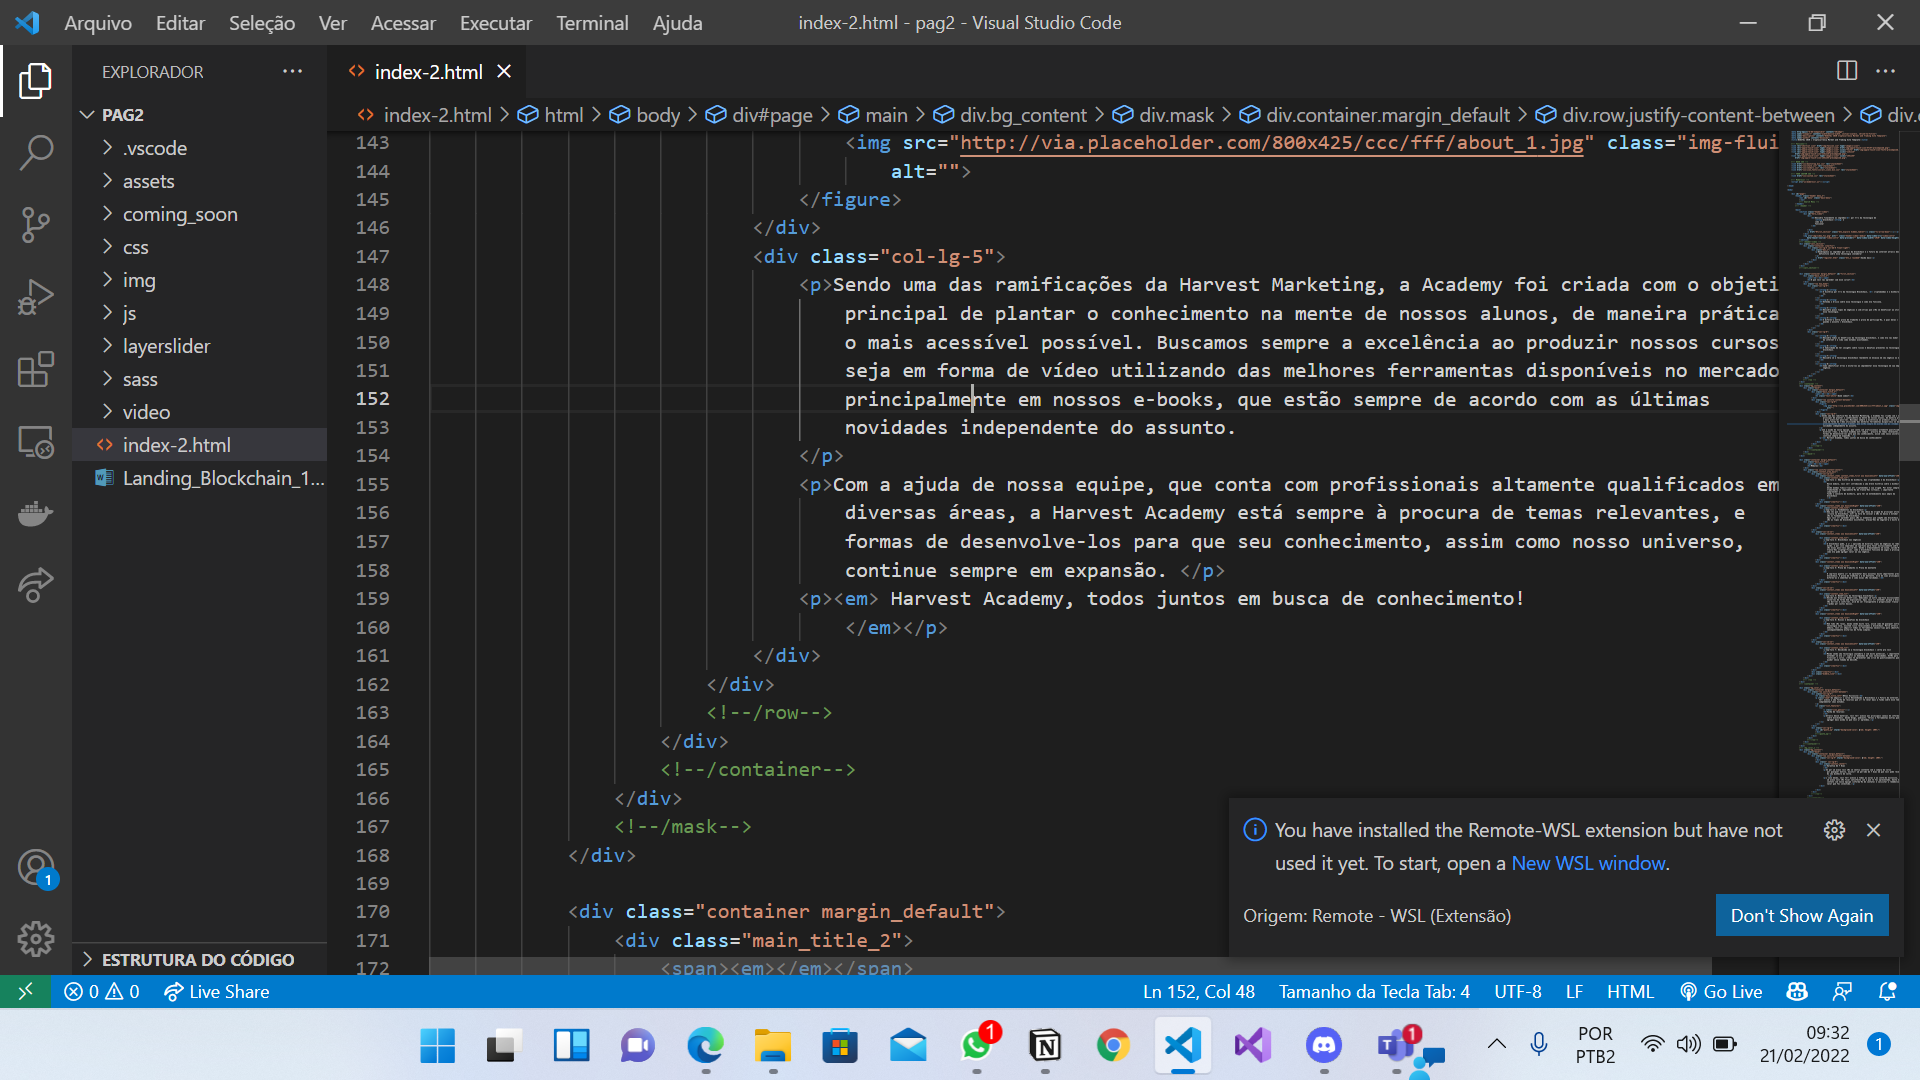 Arquivo Editar Seleção Ver Acessar Executar Terminal Ajuda
index-2.html - pag2 - Visual Studio Code
EXPLORADOR
PAG2
.vscode
assets
coming_soon
css
img
js
layerslider
sass
video
index-2.html
Landing_Blockchain_1...
ESTRUTURA DO CÓDIGO
index-2.html
index-2.html > html > body > div#page > main > div.bg_content > div.mask > div.container.margin_default > div.row.justify-content-between > div.c
143 <img src="http://via.placeholder.com/800x425/ccc/fff/about_1.jpg" class="img-flui
144 alt="">
145 </figure>
146 </div>
147 <div class="col-lg-5">
148 <p>Sendo uma das ramificações da Harvest Marketing, a Academy foi criada com o objeti
149 principal de plantar o conhecimento na mente de nossos alunos, de maneira prática
150 o mais acessível possível. Buscamos sempre a excelência ao produzir nossos cursos
151 seja em forma de vídeo utilizando das melhores ferramentas disponíveis no mercado
152 principalmente em nossos e-books, que estão sempre de acordo com as últimas
153 novidades independente do assunto.
154 </p>
155 <p>Com a ajuda de nossa equipe, que conta com profissionais altamente qualificados em
156 diversas áreas, a Harvest Academy está sempre à procura de temas relevantes, e
157 formas de desenvolve-los para que seu conhecimento, assim como nosso universo,
158 continue sempre em expansão. </p>
159 <p><em> Harvest Academy, todos juntos em busca de conhecimento!
160 </em></p>
161 </div>
162 </div>
163 <!--/row-->
164 </div>
165 <!--/container-->
166 </div>
167 <!--/mask-->
168 </div>
169
170 <div class="container margin_default">
171 <div class="main_title_2">
172 <span><em></em></span>
You have installed the Remote-WSL extension but have not
used it yet. To start, open a New WSL window.
Origem: Remote - WSL (Extensão)
Don't Show Again
1
0 0 Live Share
Ln 152, Col 48 Tamanho da Tecla Tab: 4 UTF-8 LF HTML Go Live
1
1
POR
PTB2
09:32
21/02/2022
1